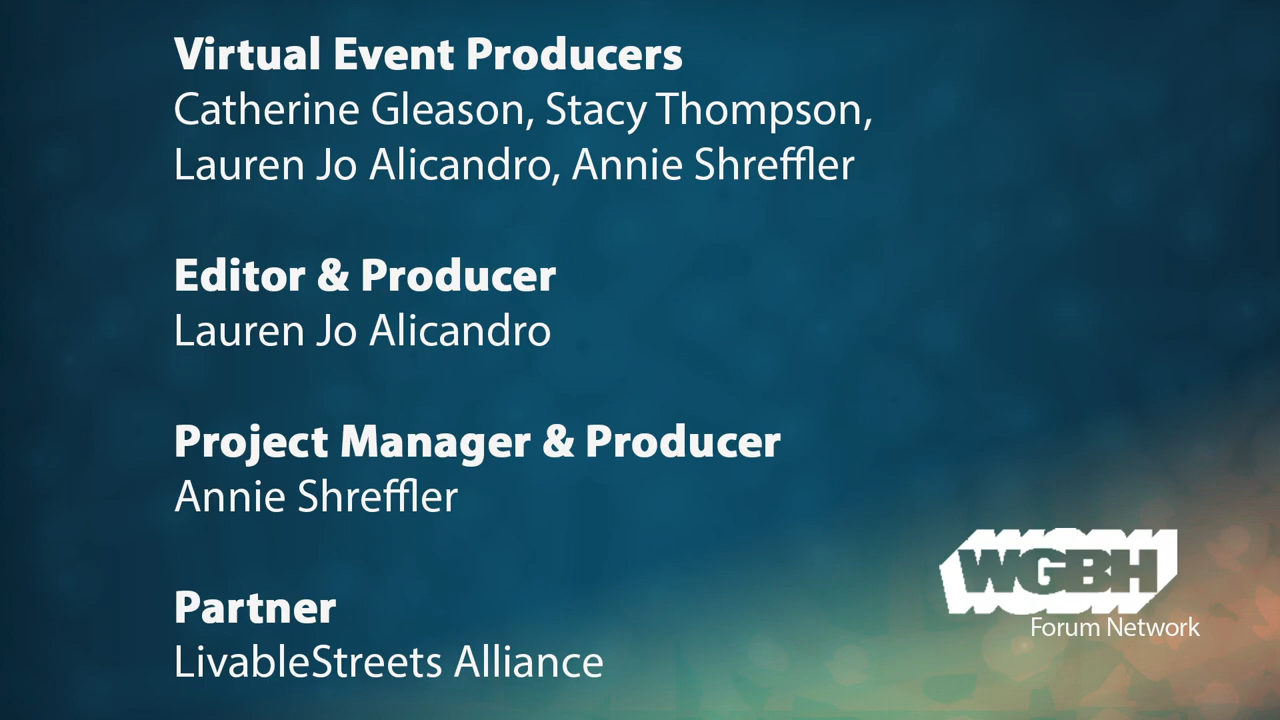 Virtual Event Producers
Catherine Gleason, Stacy Thompson,
Lauren Jo Alicandro, Annie Shreffler
Editor & Producer
Lauren Jo Alicandro
Project Manager & Producer
Annie Shreffler
Partner
LivableStreets Alliance
WGBH
Forum Network